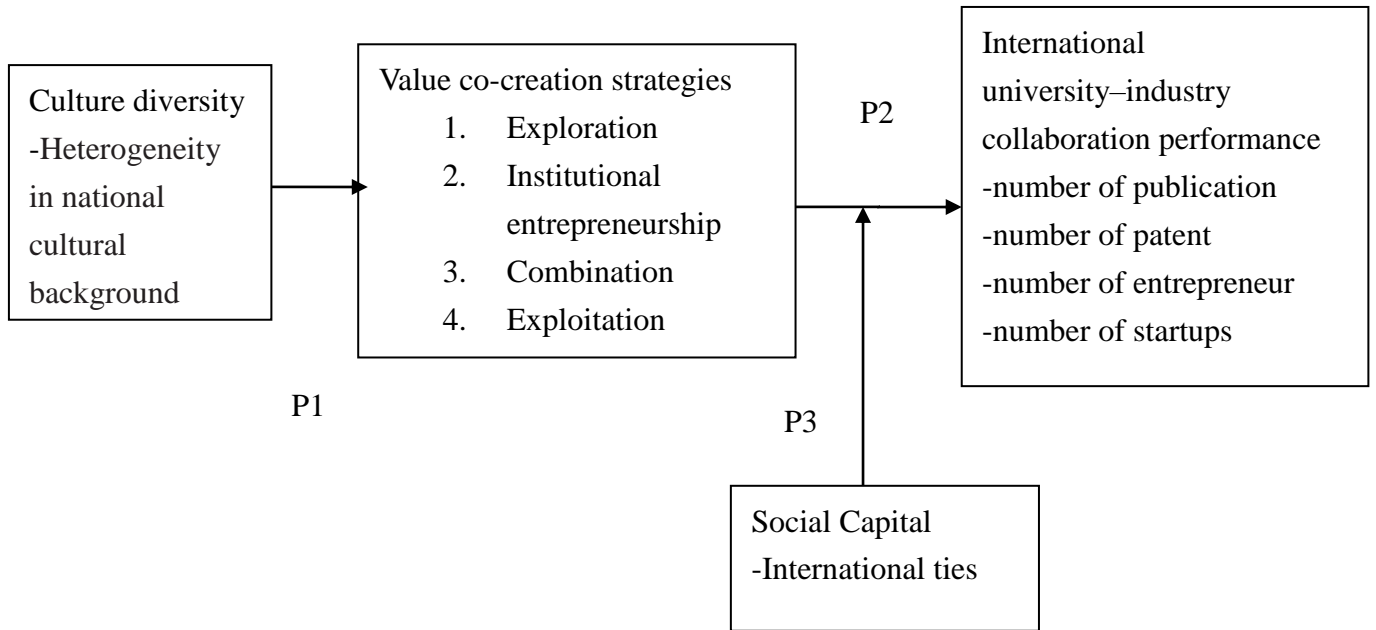 Culture diversity
-Heterogeneity
in national
cultural
background
P1
Value co-creation strategies
1. Exploration
2. Institutional
entrepreneurship
3. Combination
4. Exploitation
P2
International
university–industry
collaboration performance
-number of publication
-number of patent
-number of entrepreneur
-number of startups
P3
Social Capital
-International ties